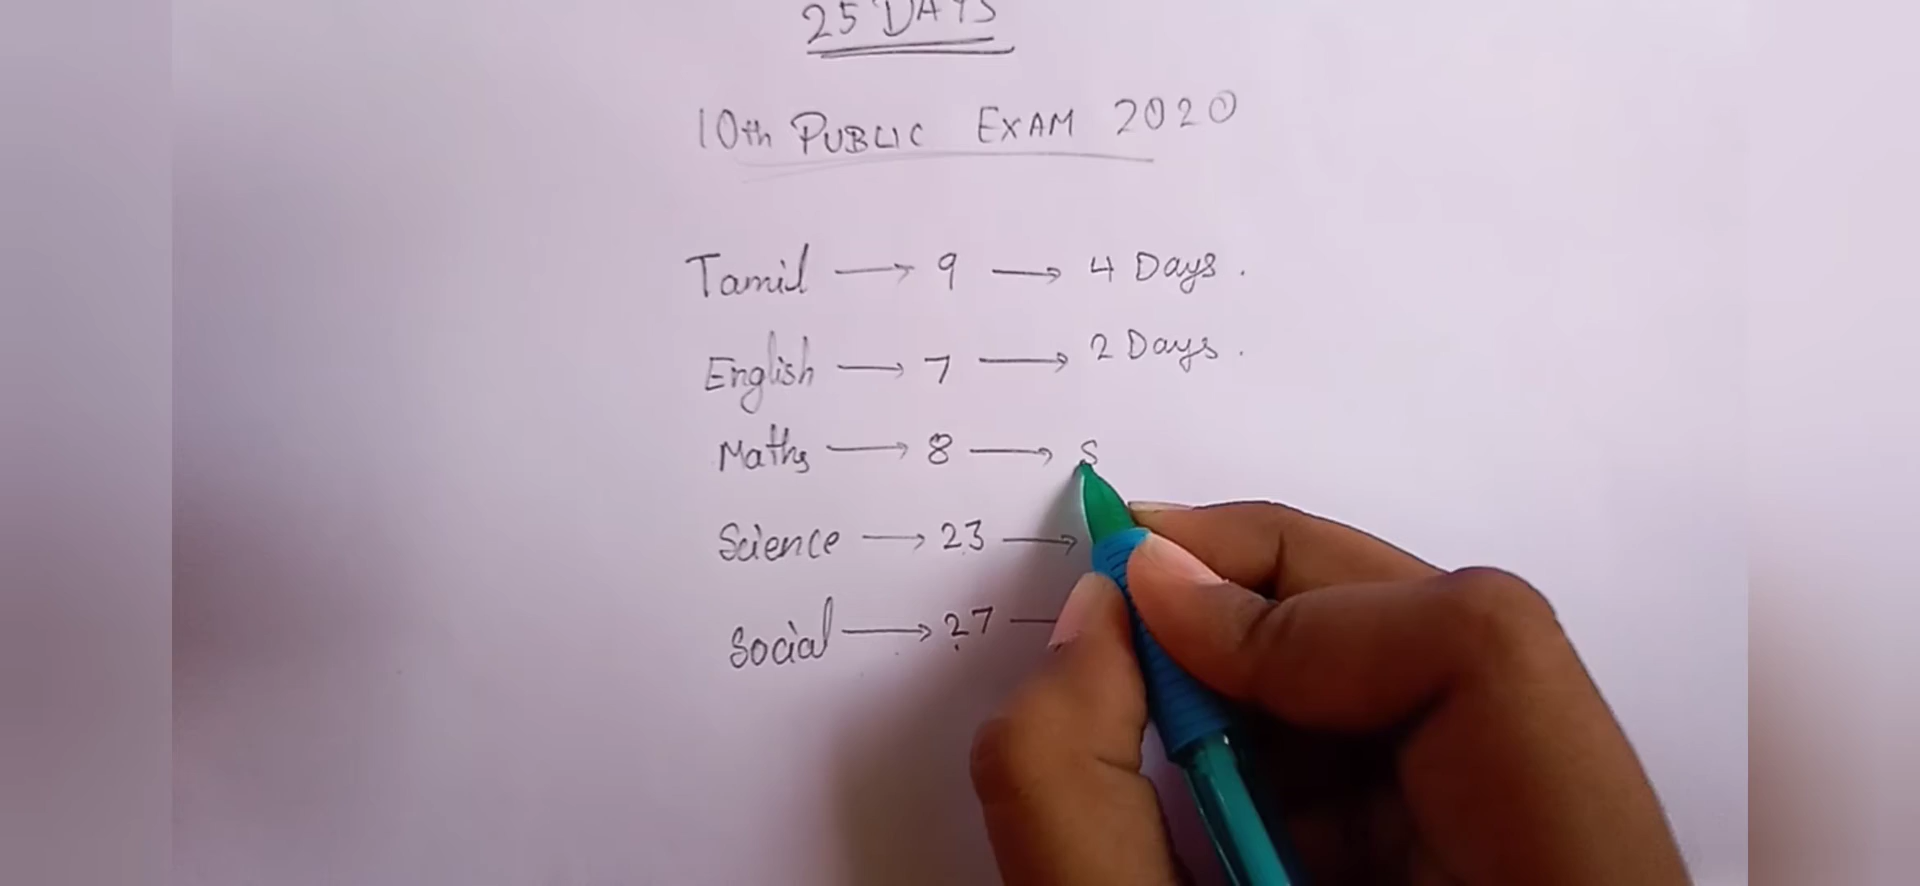 25 DAYS
10th PUBLIC EXAM 2020
Tamil → 9 → 4 Days.
English → 7 → 2 Days.
Maths → 8 →
Science → 23 →
Social → 27